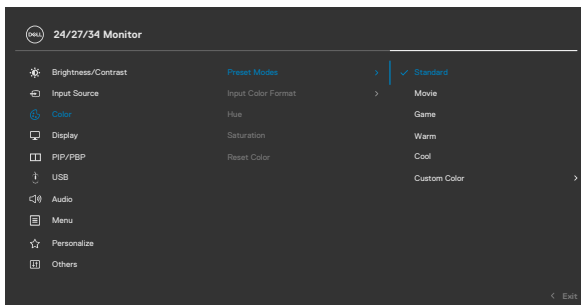 DELL 24/27/34 Monitor
Brightness/Contrast Preset Modes > ✓ Standard
Input Source Input Color Format > Movie
Color Hue Game
Display Saturation Warm
PIP/PBP Reset Color Cool
USB Custom Color >
Audio
Menu
Personalize
Others
< Exit